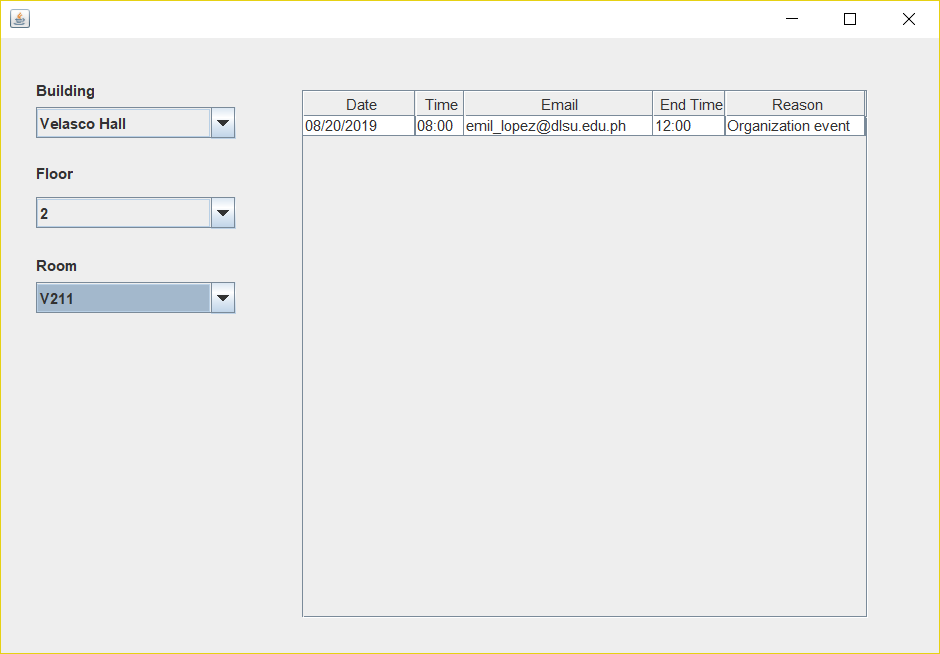 Building
Velasco Hall
Floor
2
Room
V211
Date Time Email End Time Reason
08/20/2019 08:00 emil_lopez@dlsu.edu.ph 12:00 Organization event